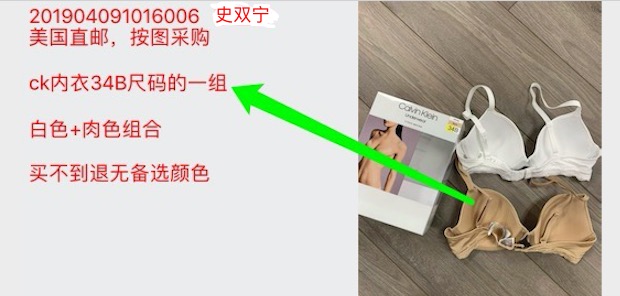 201904091016006 史双宁
美国直邮，按图采购
ck内衣34B尺码的一组
白色+肉色组合
买不到退无备选颜色
Calvin Klein